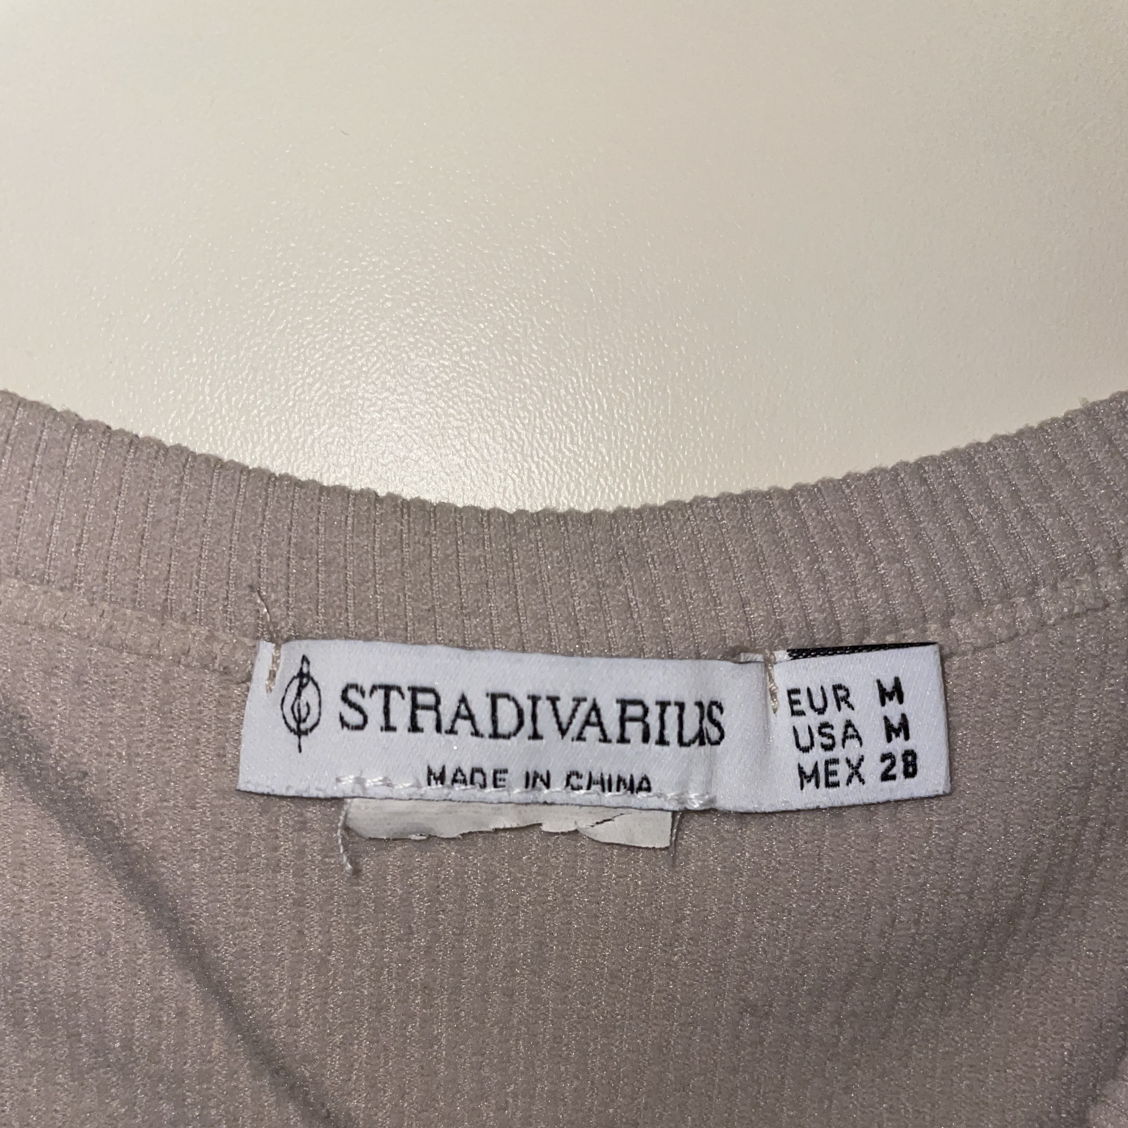 STRADIVARIUS
MADE IN CHINA
EUR M
USA M
MEX 28